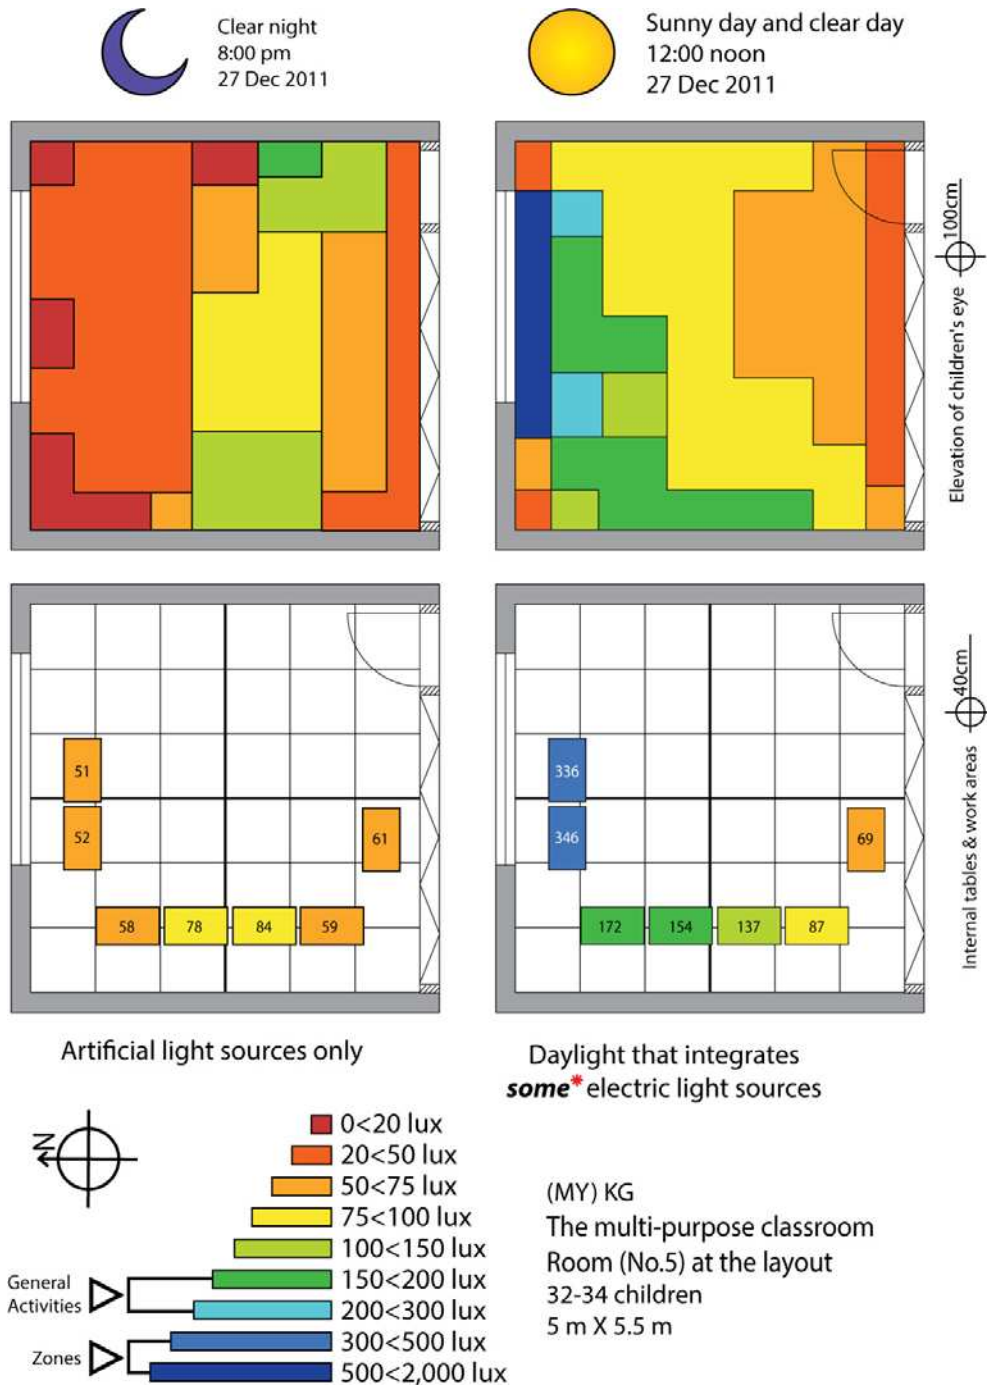 Clear night
8:00 pm
27 Dec 2011
Sunny day and clear day
12:00 noon
27 Dec 2011
100cm
Elevation of children's eye
51
52
61
58
78
84
59
336
346
69
172
154
137
87
40cm
Internal tables & work areas
Artificial light sources only
Daylight that integrates
some* electric light sources
N
0<20 lux
20<50 lux
50<75 lux
75<100 lux
100<150 lux
150<200 lux
200<300 lux
300<500 lux
500<2,000 lux
General
Activities
Zones
(MY) KG
The multi-purpose classroom
Room (No.5) at the layout
32-34 children
5 m X 5.5 m